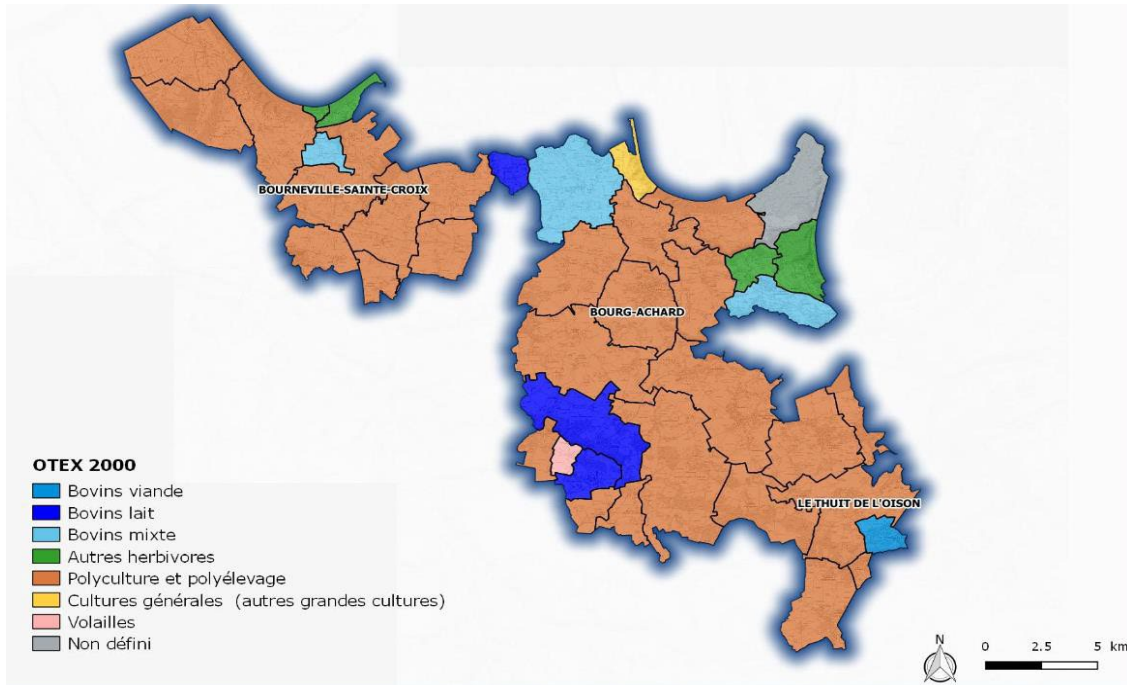 BOURNEVILLE-SAINTE-CROIX
BOURG-ACHARD
LE THUIT DE L'OISON
OTEX 2000
Bovins viande
Bovins lait
Bovins mixte
Autres herbivores
Polyculture et polyélevage
Cultures générales (autres grandes cultures)
Volailles
Non défini
N
0 2.5 5 km